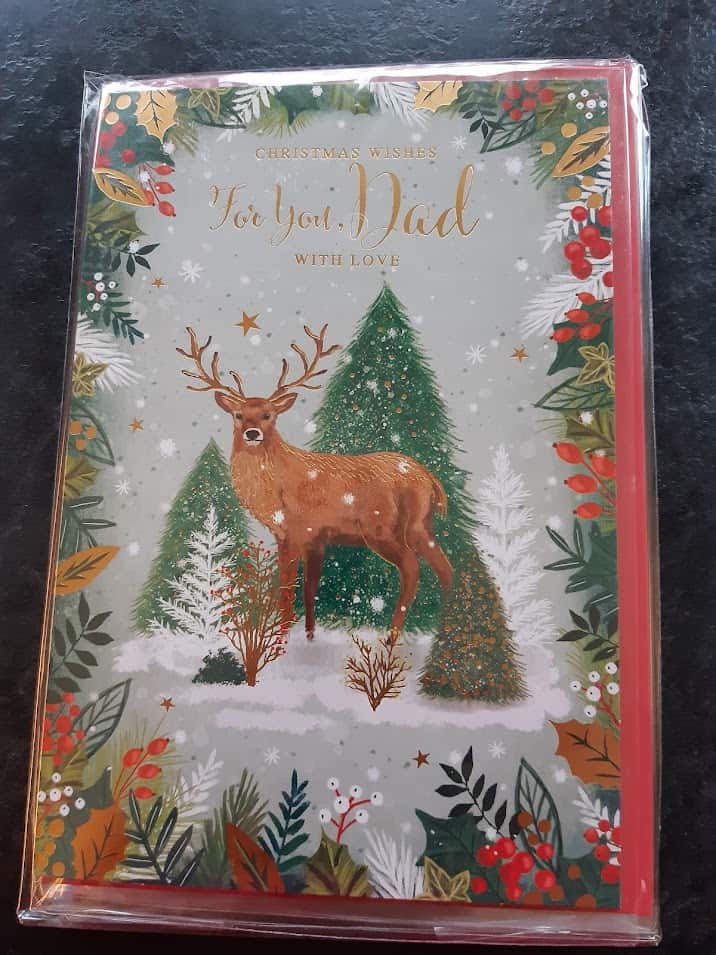 CHRISTMAS WISHES
For You, Dad
WITH LOVE